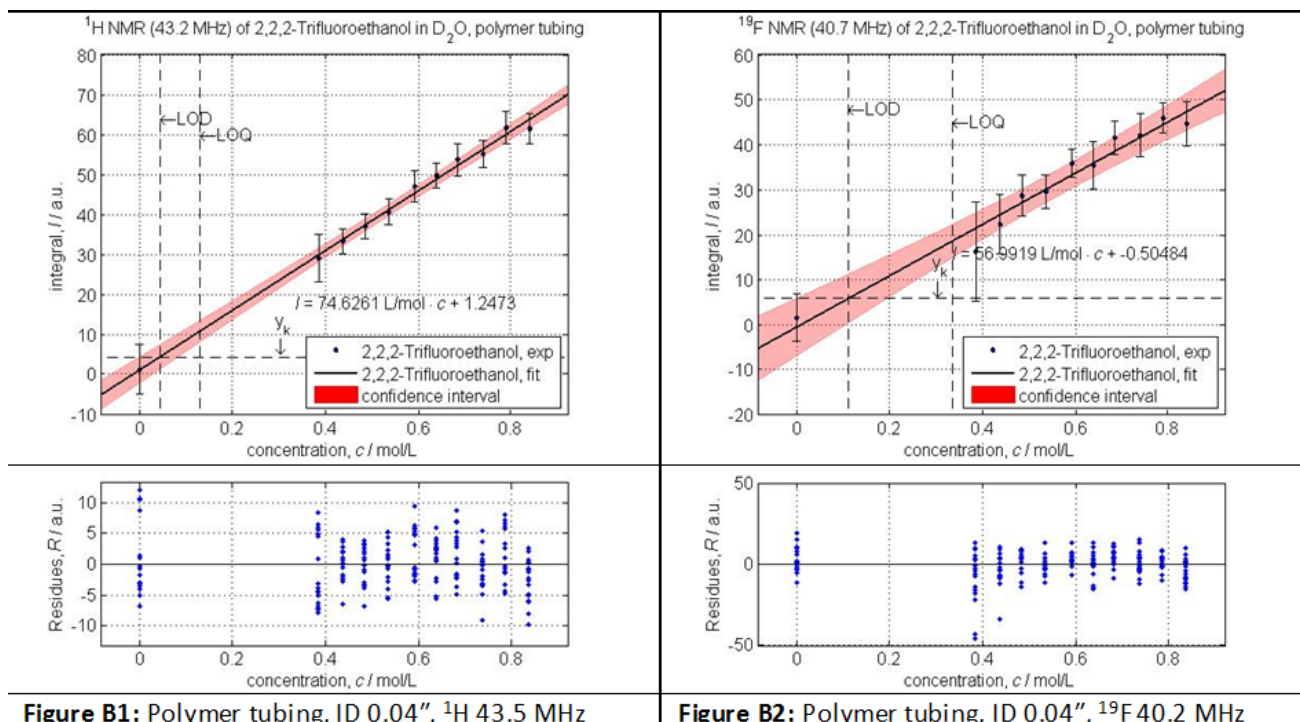 ¹H NMR (43.2 MHz) of 2,2,2-Trifluoroethanol in D₂O, polymer tubing
80
70
60
50
40
30
20
10
0
-10
integral, I / a.u.
←LOD
←LOQ
I = 74.6261 L/mol · c + 1.2473
yₖ
↓
2,2,2-Trifluoroethanol, exp
2,2,2-Trifluoroethanol, fit
confidence interval
0 0.2 0.4 0.6 0.8
concentration, c / mol/L
10
5
0
-5
-10
Residues, R / a.u.
0 0.2 0.4 0.6 0.8
concentration, c / mol/L
Figure B1: Polymer tubing, ID 0.04″, ¹H 43.5 MHz
¹⁹F NMR (40.7 MHz) of 2,2,2-Trifluoroethanol in D₂O, polymer tubing
60
50
40
30
20
10
0
-10
-20
integral, I / a.u.
←LOD
←LOQ
I = 56.9919 L/mol · c + -0.50484
yₖ
↓
2,2,2-Trifluoroethanol, exp
2,2,2-Trifluoroethanol, fit
confidence interval
0 0.2 0.4 0.6 0.8
concentration, c / mol/L
50
0
-50
Residues, R / a.u.
0 0.2 0.4 0.6 0.8
concentration, c / mol/L
Figure B2: Polymer tubing, ID 0.04″, ¹⁹F 40.2 MHz